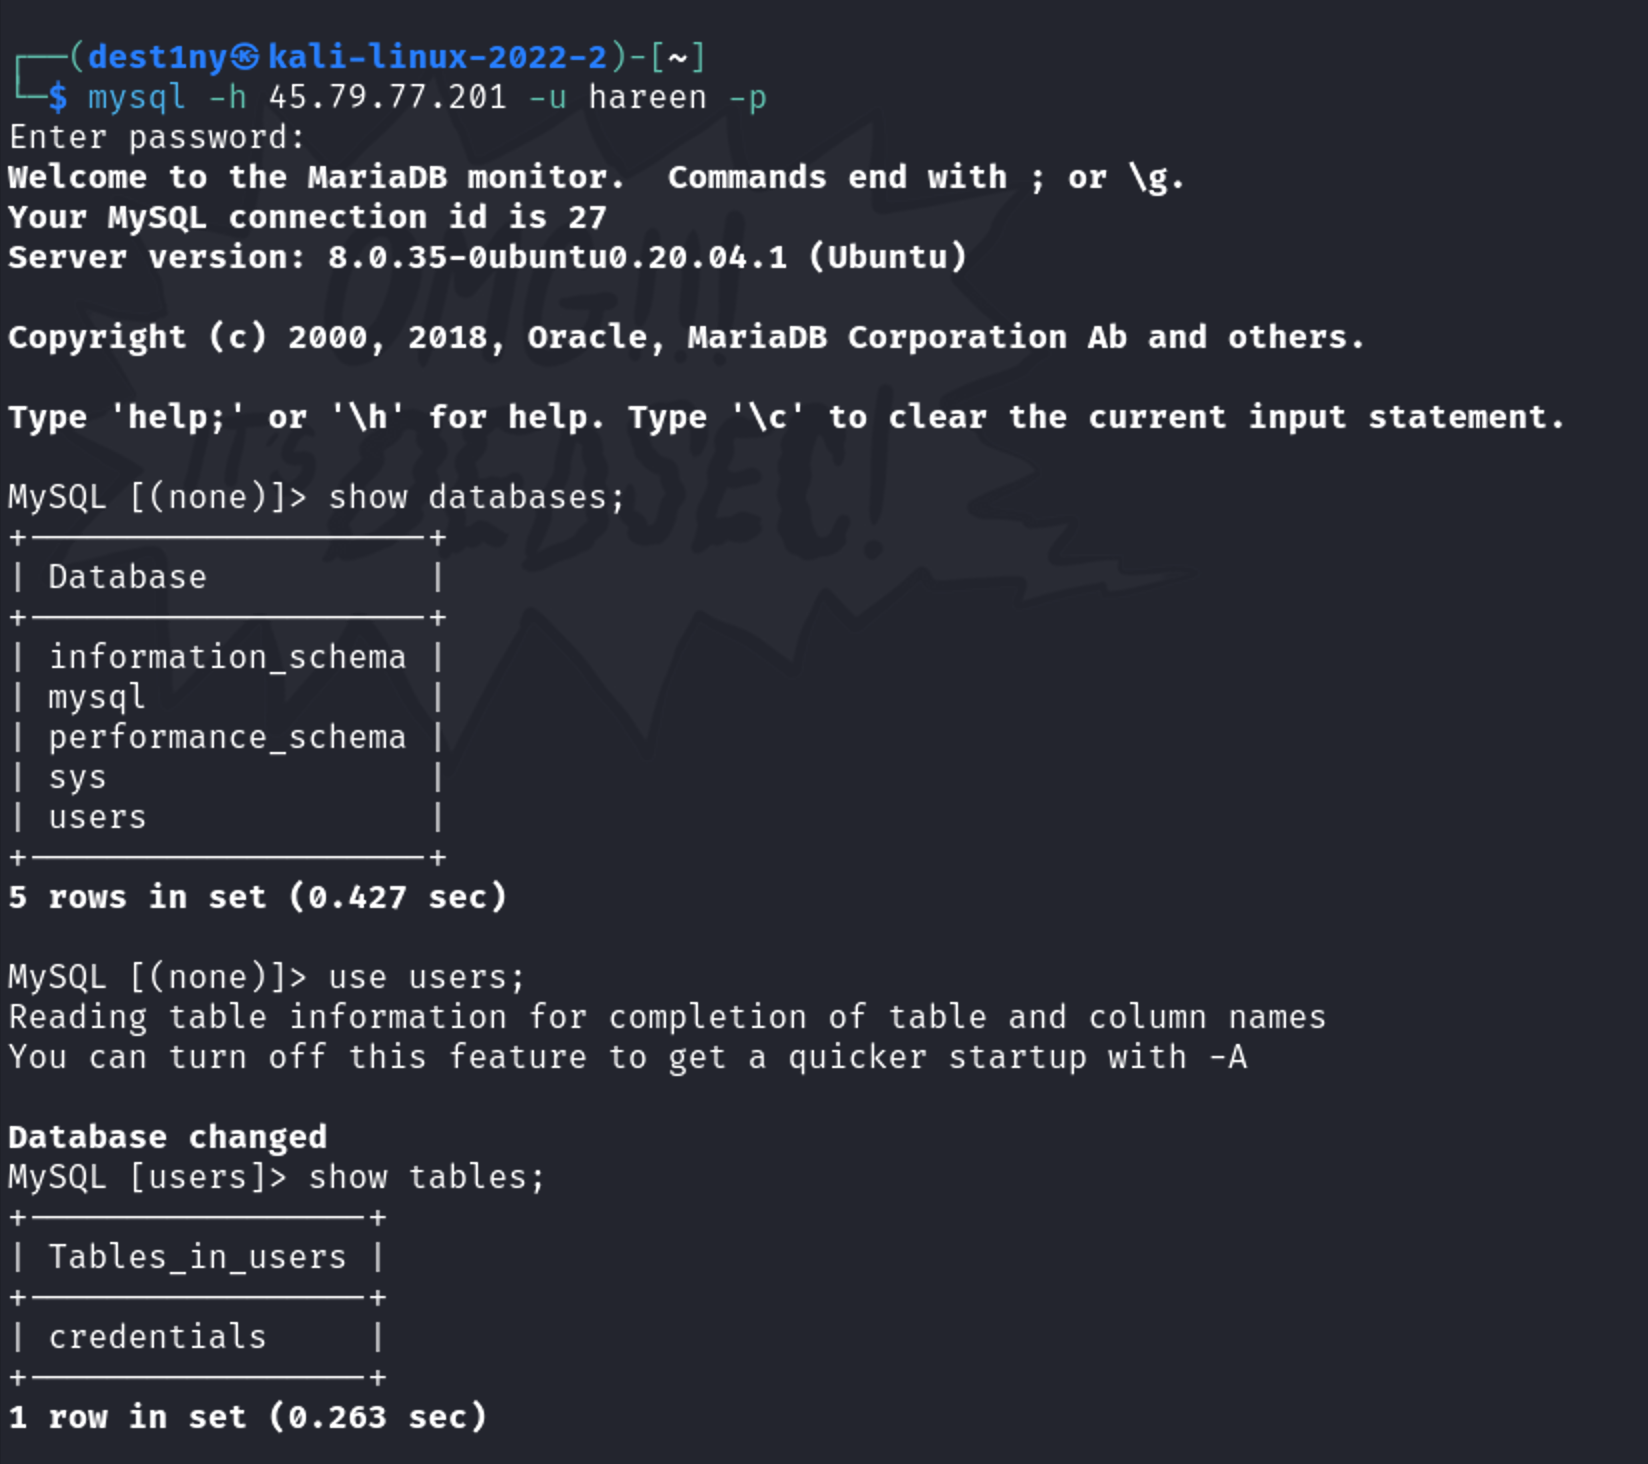 ┌──(dest1ny㉿kali-linux-2022-2)-[~]
└─$ mysql -h 45.79.77.201 -u hareen -p
Enter password:
Welcome to the MariaDB monitor.  Commands end with ; or \g.
Your MySQL connection id is 27
Server version: 8.0.35-0ubuntu0.20.04.1 (Ubuntu)
Copyright (c) 2000, 2018, Oracle, MariaDB Corporation Ab and others.
Type 'help;' or '\h' for help. Type '\c' to clear the current input statement.
MySQL [(none)]> show databases;
+--------------------+
| Database           |
+--------------------+
| information_schema |
| mysql              |
| performance_schema |
| sys                |
| users              |
+--------------------+
5 rows in set (0.427 sec)
MySQL [(none)]> use users;
Reading table information for completion of table and column names
You can turn off this feature to get a quicker startup with -A
Database changed
MySQL [users]> show tables;
+-----------------+
| Tables_in_users |
+-----------------+
| credentials     |
+-----------------+
1 row in set (0.263 sec)
OMG!!!
IT'S
DEDSEC!